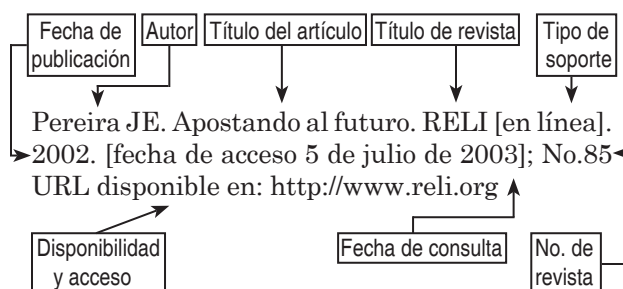 Fecha de
publicación
Autor
Título del artículo
Título de revista
Tipo de
soporte
Pereira JE. Apostando al futuro. RELI [en línea].
2002. [fecha de acceso 5 de julio de 2003]; No.85
URL disponible en: http://www.reli.org
Disponibilidad
y acceso
Fecha de consulta
No. de
revista